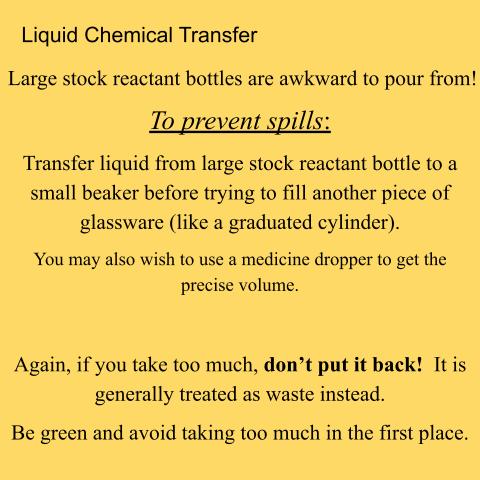 Liquid Chemical Transfer
Large stock reactant bottles are awkward to pour from!
To prevent spills:
Transfer liquid from large stock reactant bottle to a
small beaker before trying to fill another piece of
glassware (like a graduated cylinder).
You may also wish to use a medicine dropper to get the
precise volume.
Again, if you take too much, don’t put it back!  It is
generally treated as waste instead.
Be green and avoid taking too much in the first place.